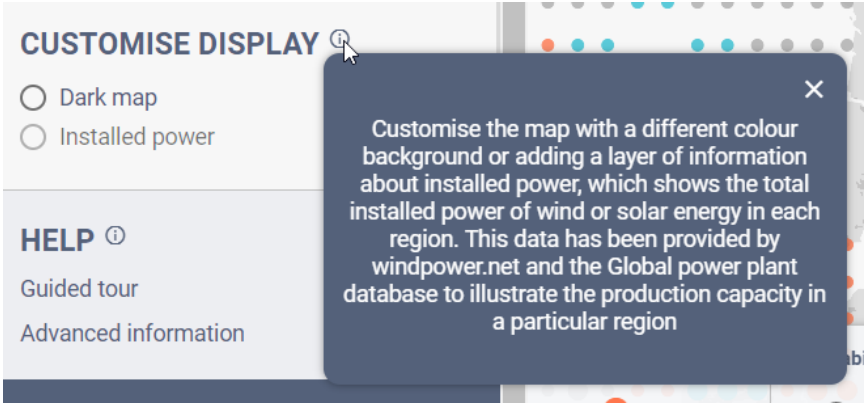 CUSTOMISE DISPLAY
Dark map
Installed power
Customise the map with a different colour
background or adding a layer of information
about installed power, which shows the total
installed power of wind or solar energy in each
region. This data has been provided by
windpower.net and the Global power plant
database to illustrate the production capacity in
a particular region
HELP
Guided tour
Advanced information